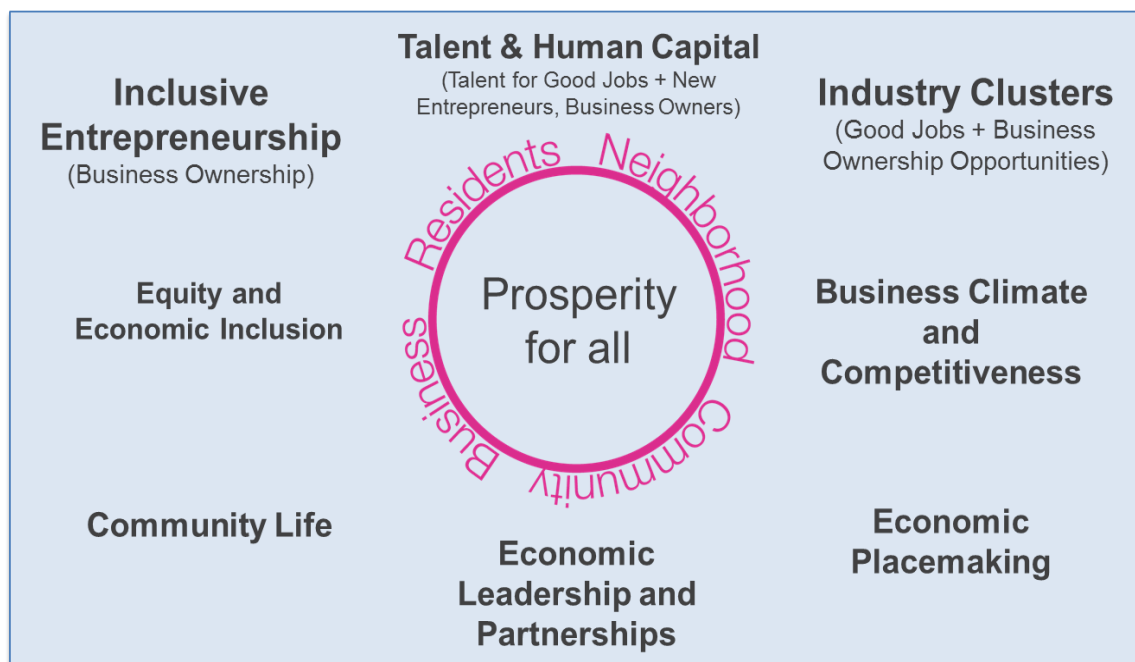 Talent & Human Capital
(Talent for Good Jobs + New
Entrepreneurs, Business Owners)
Inclusive
Entrepreneurship
(Business Ownership)
Industry Clusters
(Good Jobs + Business
Ownership Opportunities)
Residents
Neighborhood
Community
Business
Prosperity
for all
Equity and
Economic Inclusion
Business Climate
and
Competitiveness
Community Life
Economic
Leadership and
Partnerships
Economic
Placemaking